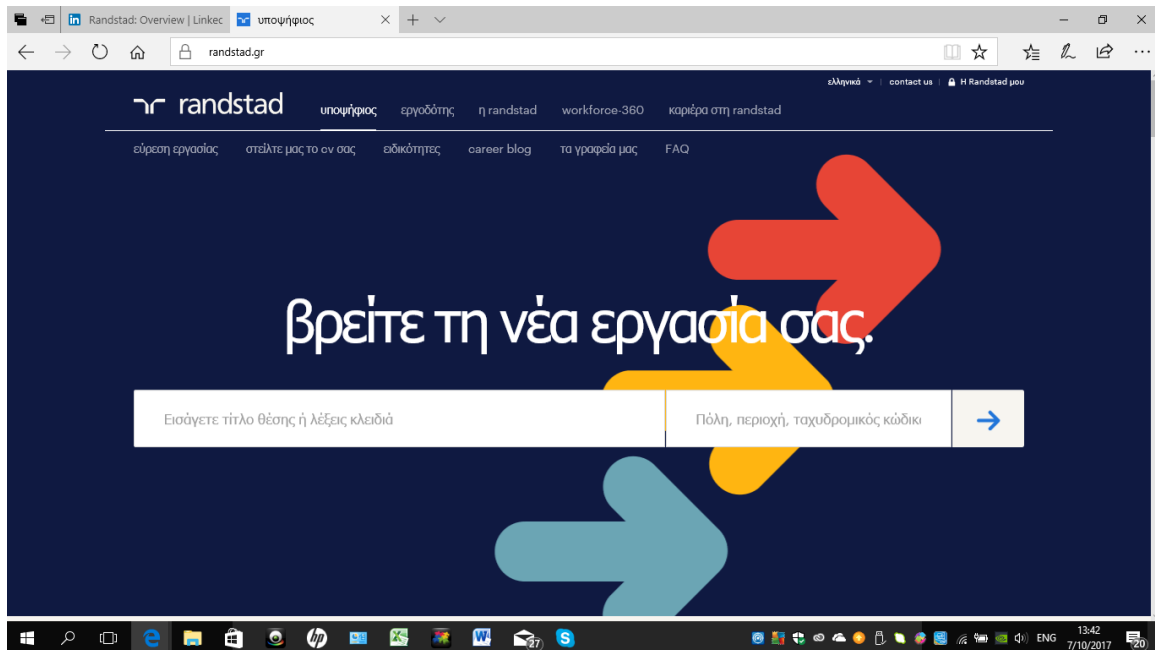 Randstad: Overview | Linkec
υποψήφιος
randstad.gr
ελληνικά | contact us | Η Randstad μου
randstad
υποψήφιος εργοδότης η randstad workforce-360 καριέρα στη randstad
εύρεση εργασίας στείλτε μας το cv σας ειδικότητες career blog τα γραφεία μας FAQ
βρείτε τη νέα εργασία σας.
Εισάγετε τίτλο θέσης ή λέξεις κλειδιά
Πόλη, περιοχή, ταχυδρομικός κώδικ
27
ENG
13:42
7/10/2017
20